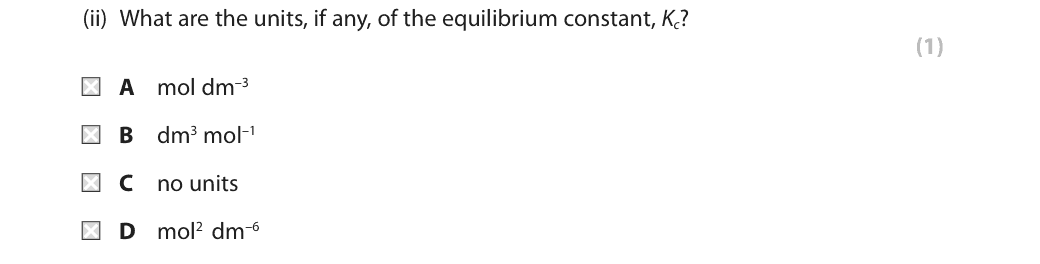 (ii) What are the units, if any, of the equilibrium constant, Kc?
(1)
A mol dm–3
B dm3 mol–1
C no units
D mol2 dm–6